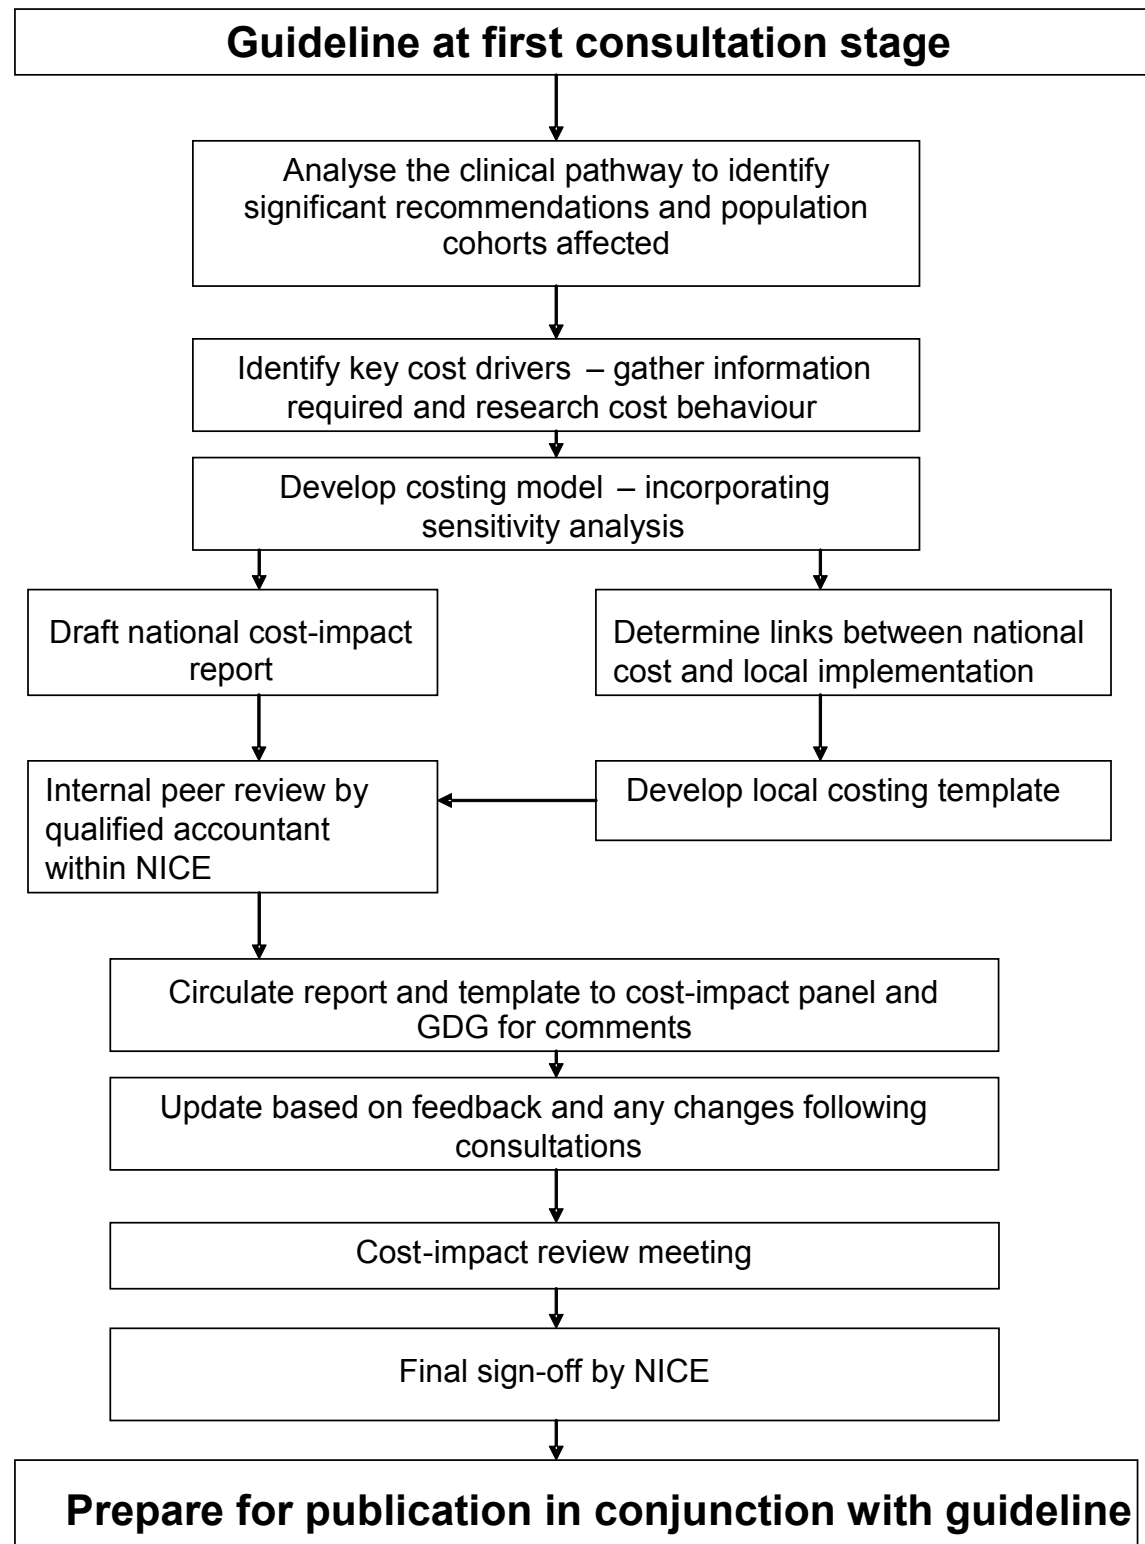 Guideline at first consultation stage
Analyse the clinical pathway to identify
significant recommendations and population
cohorts affected
Identify key cost drivers – gather information
required and research cost behaviour
Develop costing model – incorporating
sensitivity analysis
Draft national cost-impact
report
Determine links between national
cost and local implementation
Internal peer review by
qualified accountant
within NICE
Develop local costing template
Circulate report and template to cost-impact panel and
GDG for comments
Update based on feedback and any changes following
consultations
Cost-impact review meeting
Final sign-off by NICE
Prepare for publication in conjunction with guideline